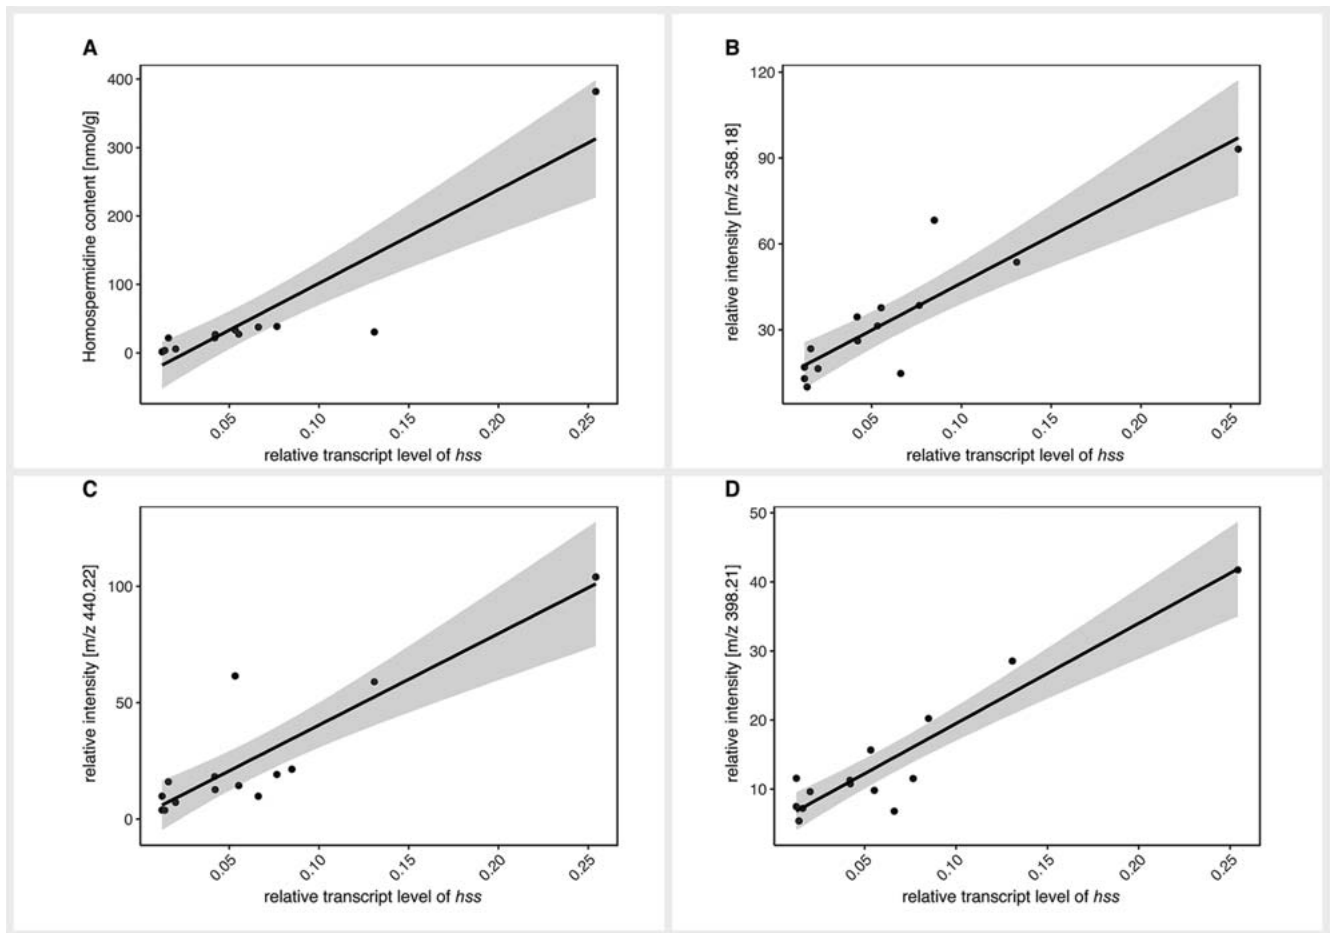 A
Homospermidine content [nmol/g]
400
300
200
100
0
0.05 0.10 0.15 0.20 0.25
relative transcript level of hss
B
relative intensity [m/z 358.18]
120
90
60
30
0.05 0.10 0.15 0.20 0.25
relative transcript level of hss
C
relative intensity [m/z 440.22]
100
50
0
0.05 0.10 0.15 0.20 0.25
relative transcript level of hss
D
relative intensity [m/z 398.21]
50
40
30
20
10
0.05 0.10 0.15 0.20 0.25
relative transcript level of hss